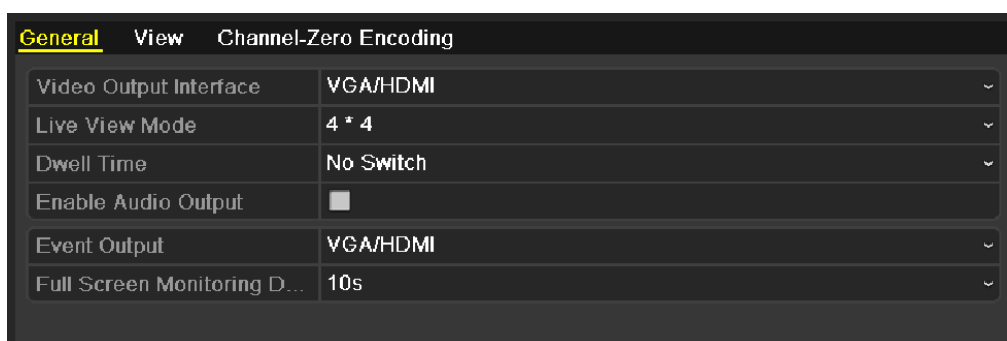 General View Channel-Zero Encoding
Video Output Interface VGA/HDMI
Live View Mode 4 * 4
Dwell Time No Switch
Enable Audio Output
Event Output VGA/HDMI
Full Screen Monitoring D... 10s